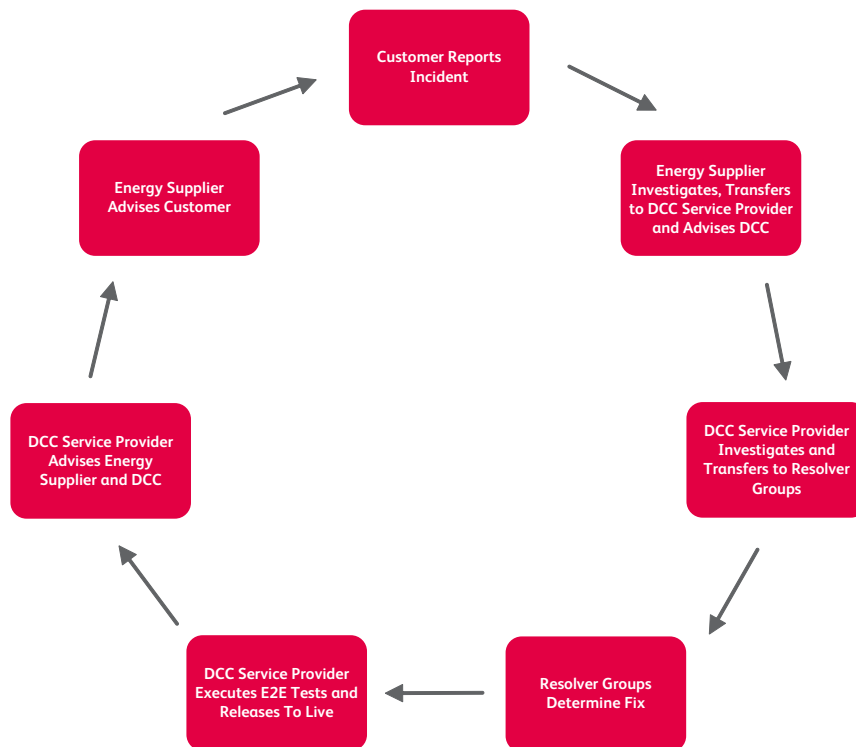 Customer Reports
Incident
Energy Supplier
Investigates, Transfers
to DCC Service Provider
and Advises DCC
DCC Service Provider
Investigates and
Transfers to Resolver
Groups
Resolver Groups
Determine Fix
DCC Service Provider
Executes E2E Tests and
Releases To Live
DCC Service Provider
Advises Energy
Supplier and DCC
Energy Supplier
Advises Customer